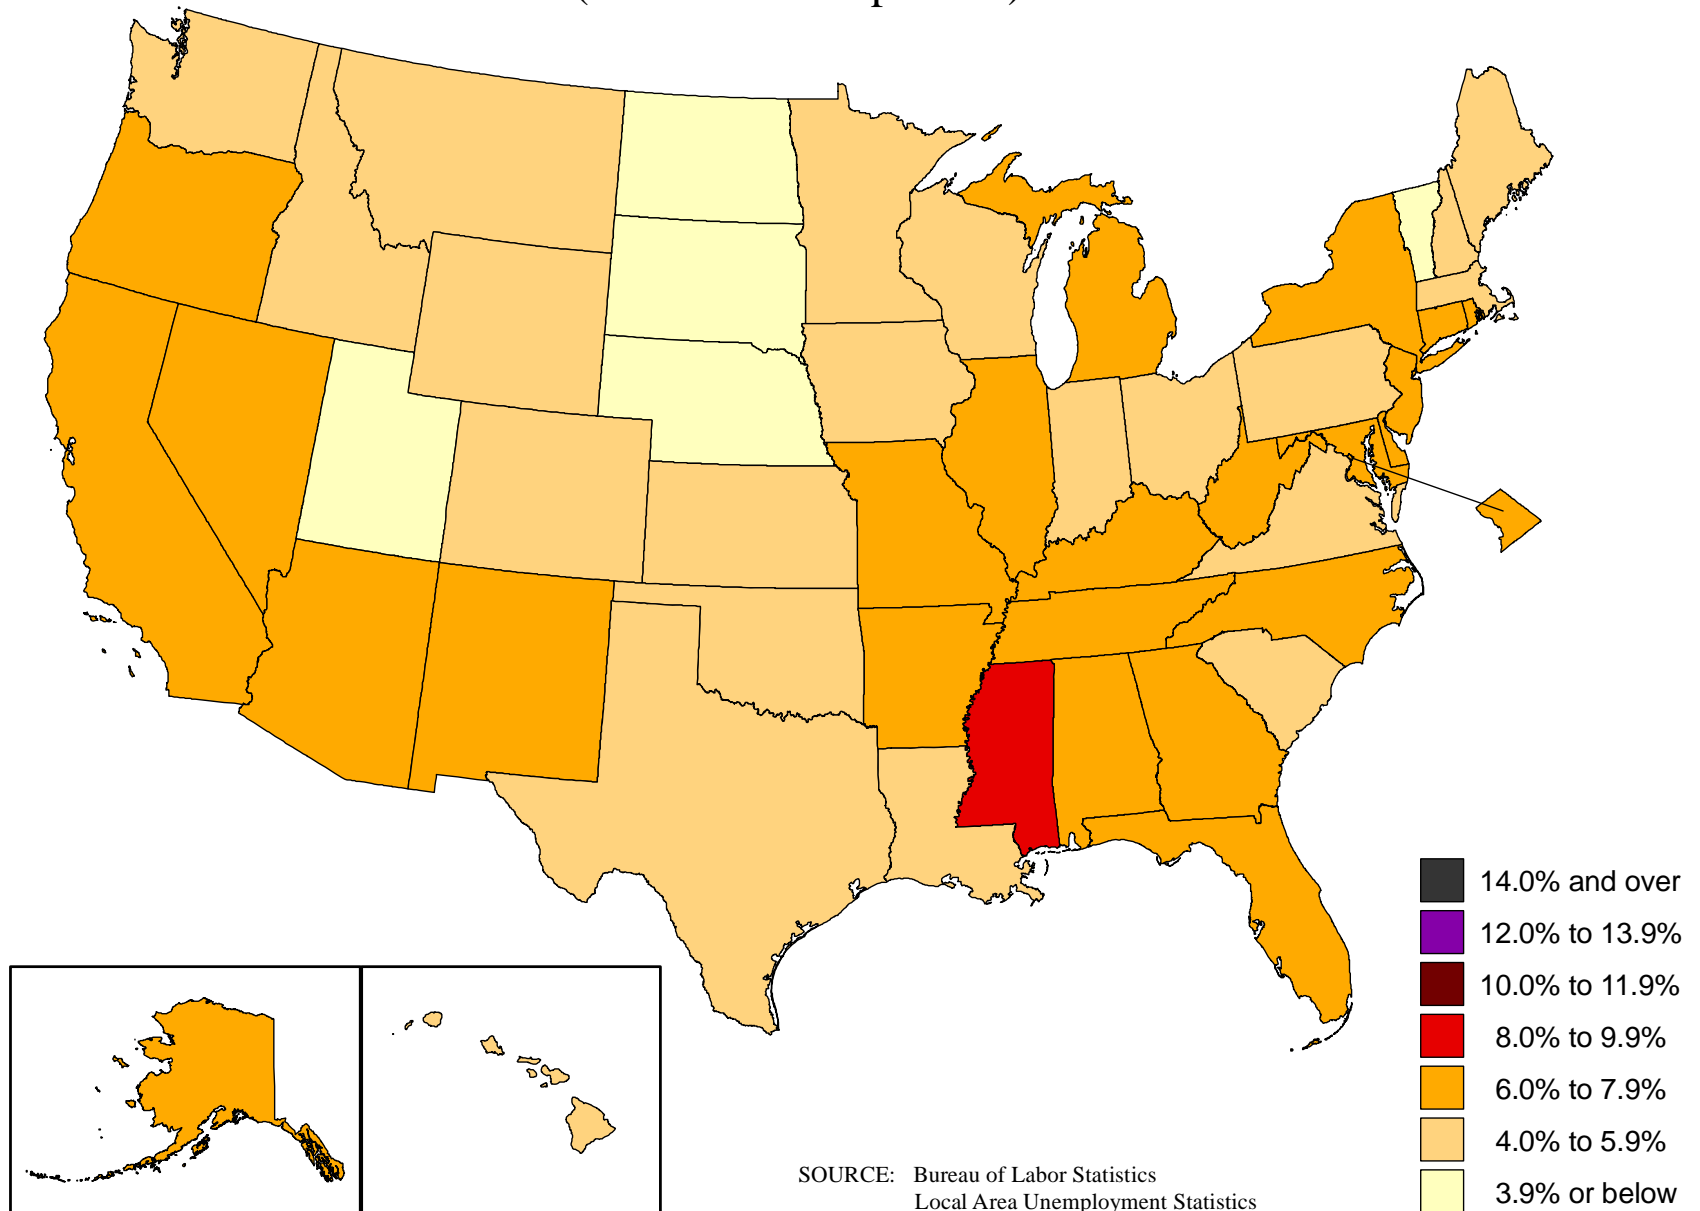 14.0% and over
12.0% to 13.9%
10.0% to 11.9%
8.0% to 9.9%
6.0% to 7.9%
4.0% to 5.9%
3.9% or below
SOURCE: Bureau of Labor Statistics
Local Area Unemployment Statistics